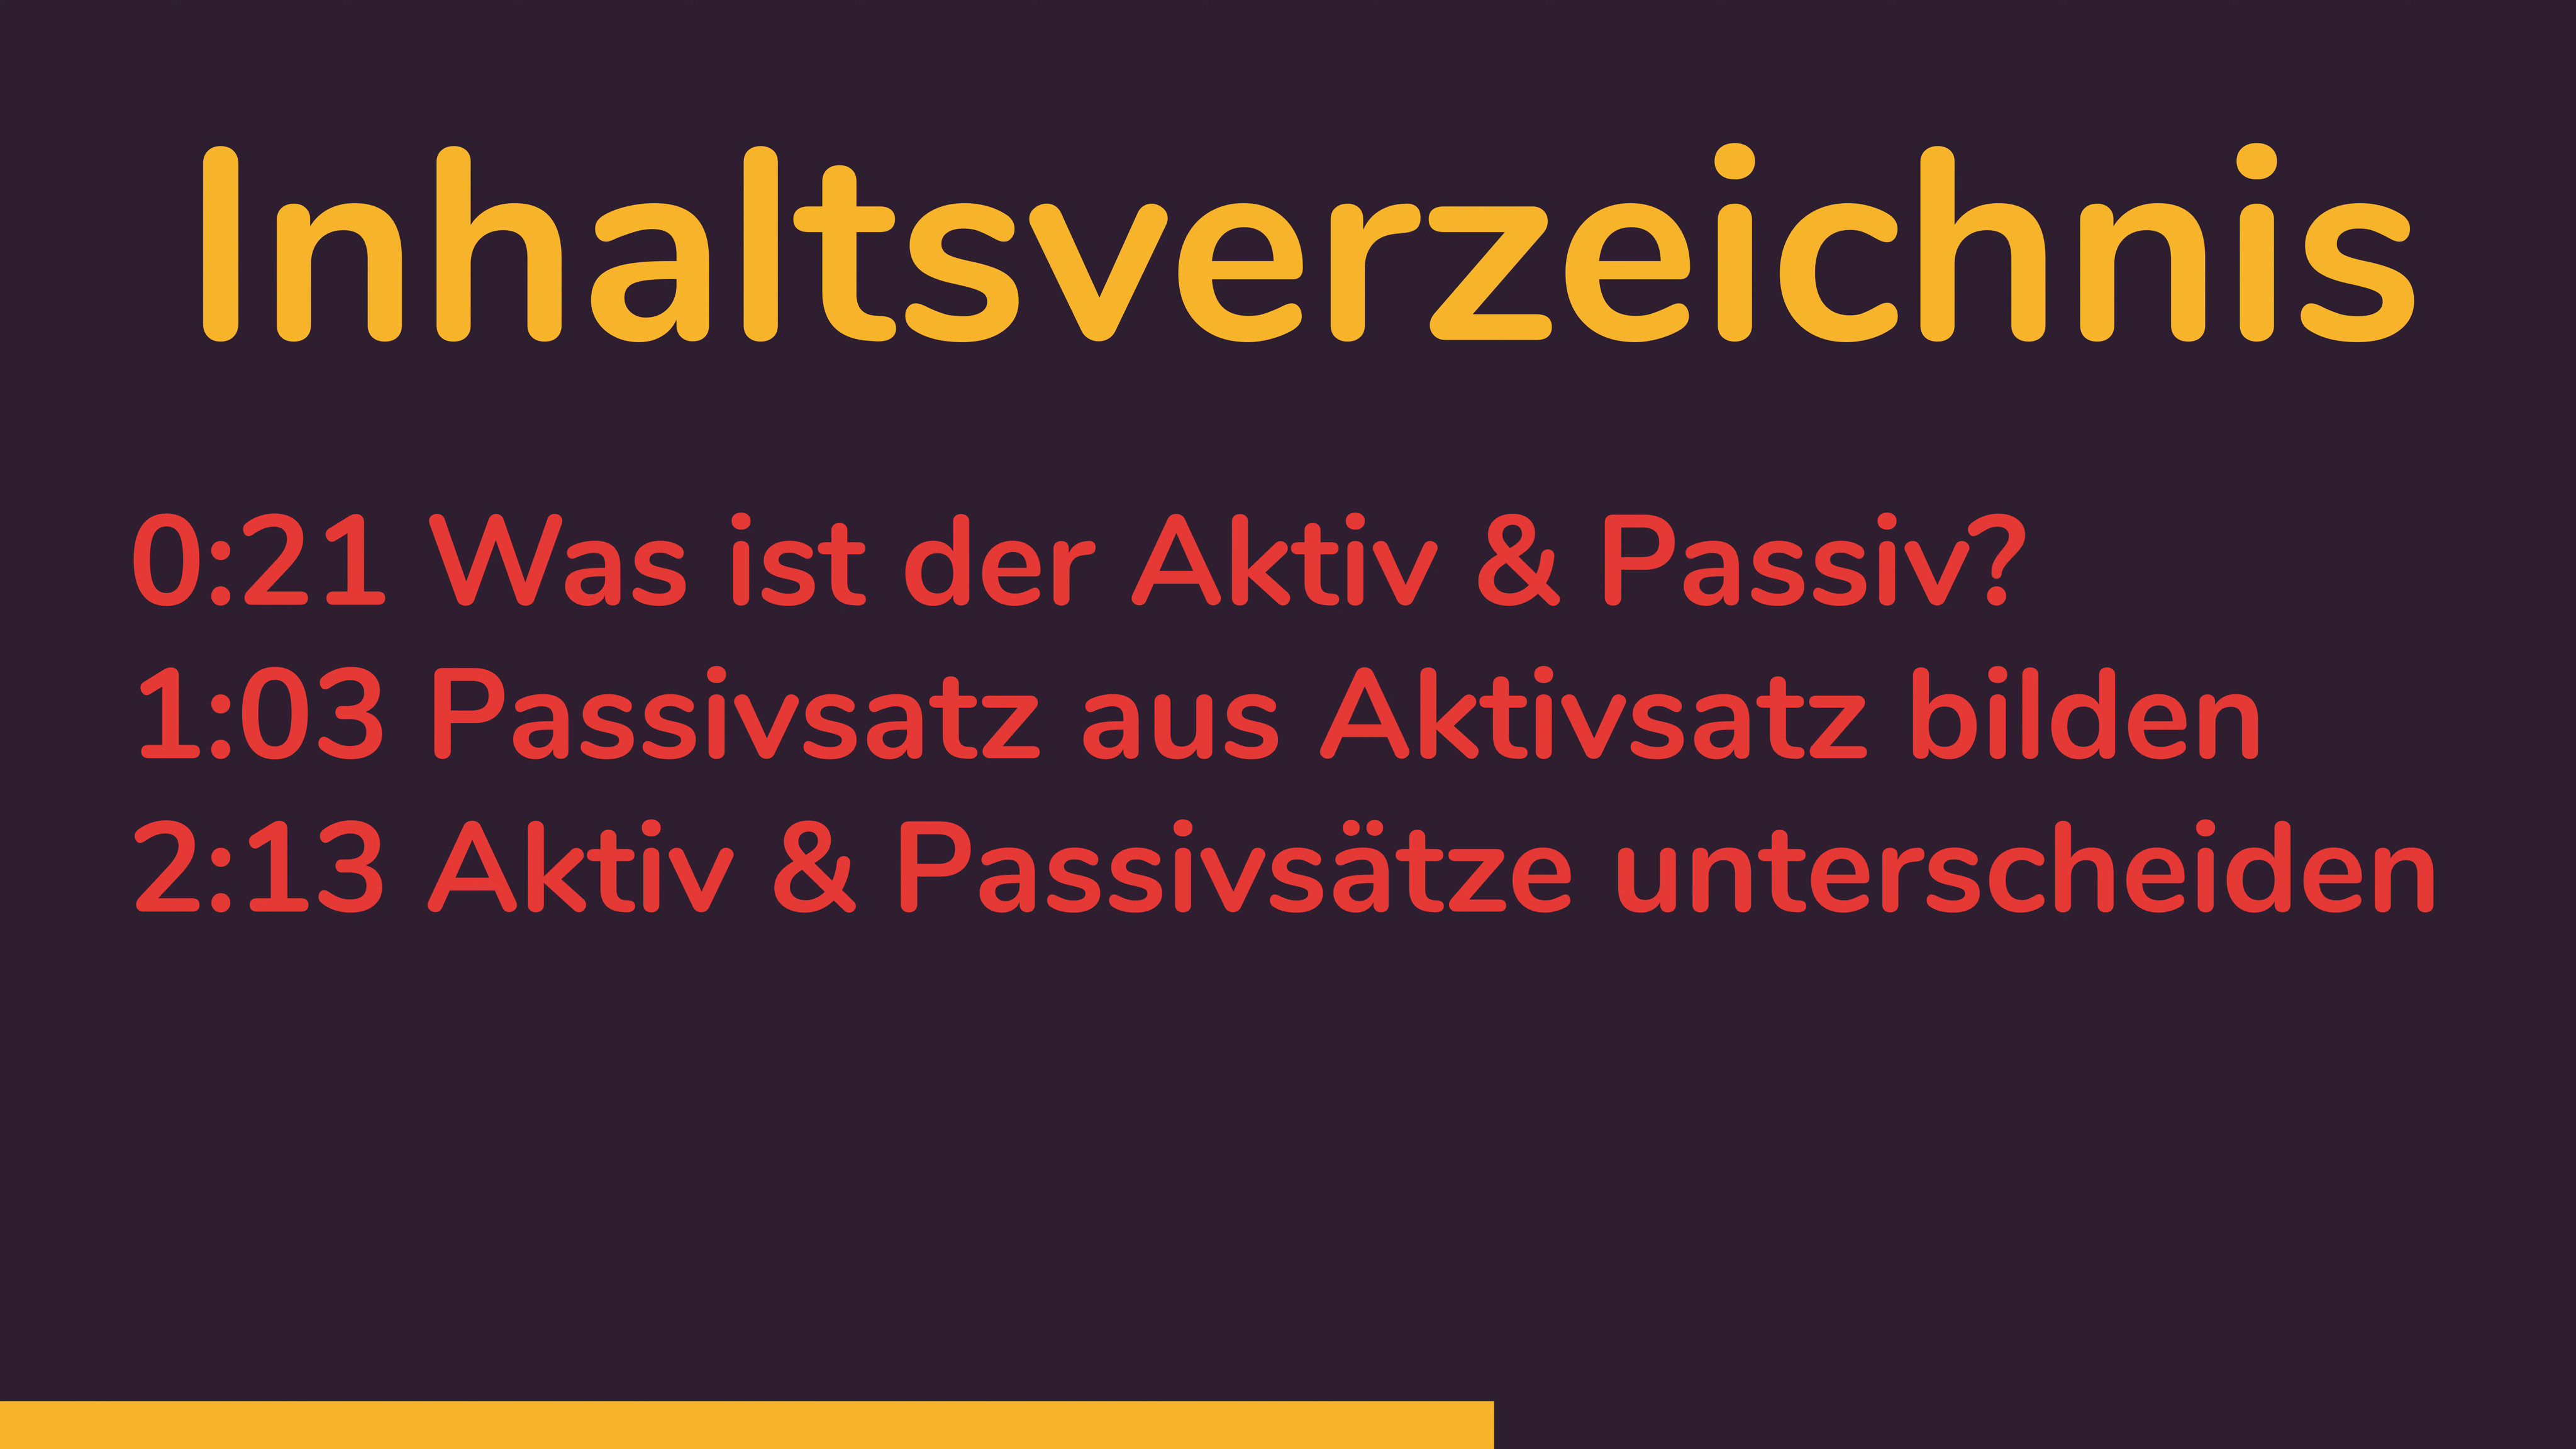 Inhaltsverzeichnis
0:21 Was ist der Aktiv & Passiv?
1:03 Passivsatz aus Aktivsatz bilden
2:13 Aktiv & Passivsätze unterscheiden